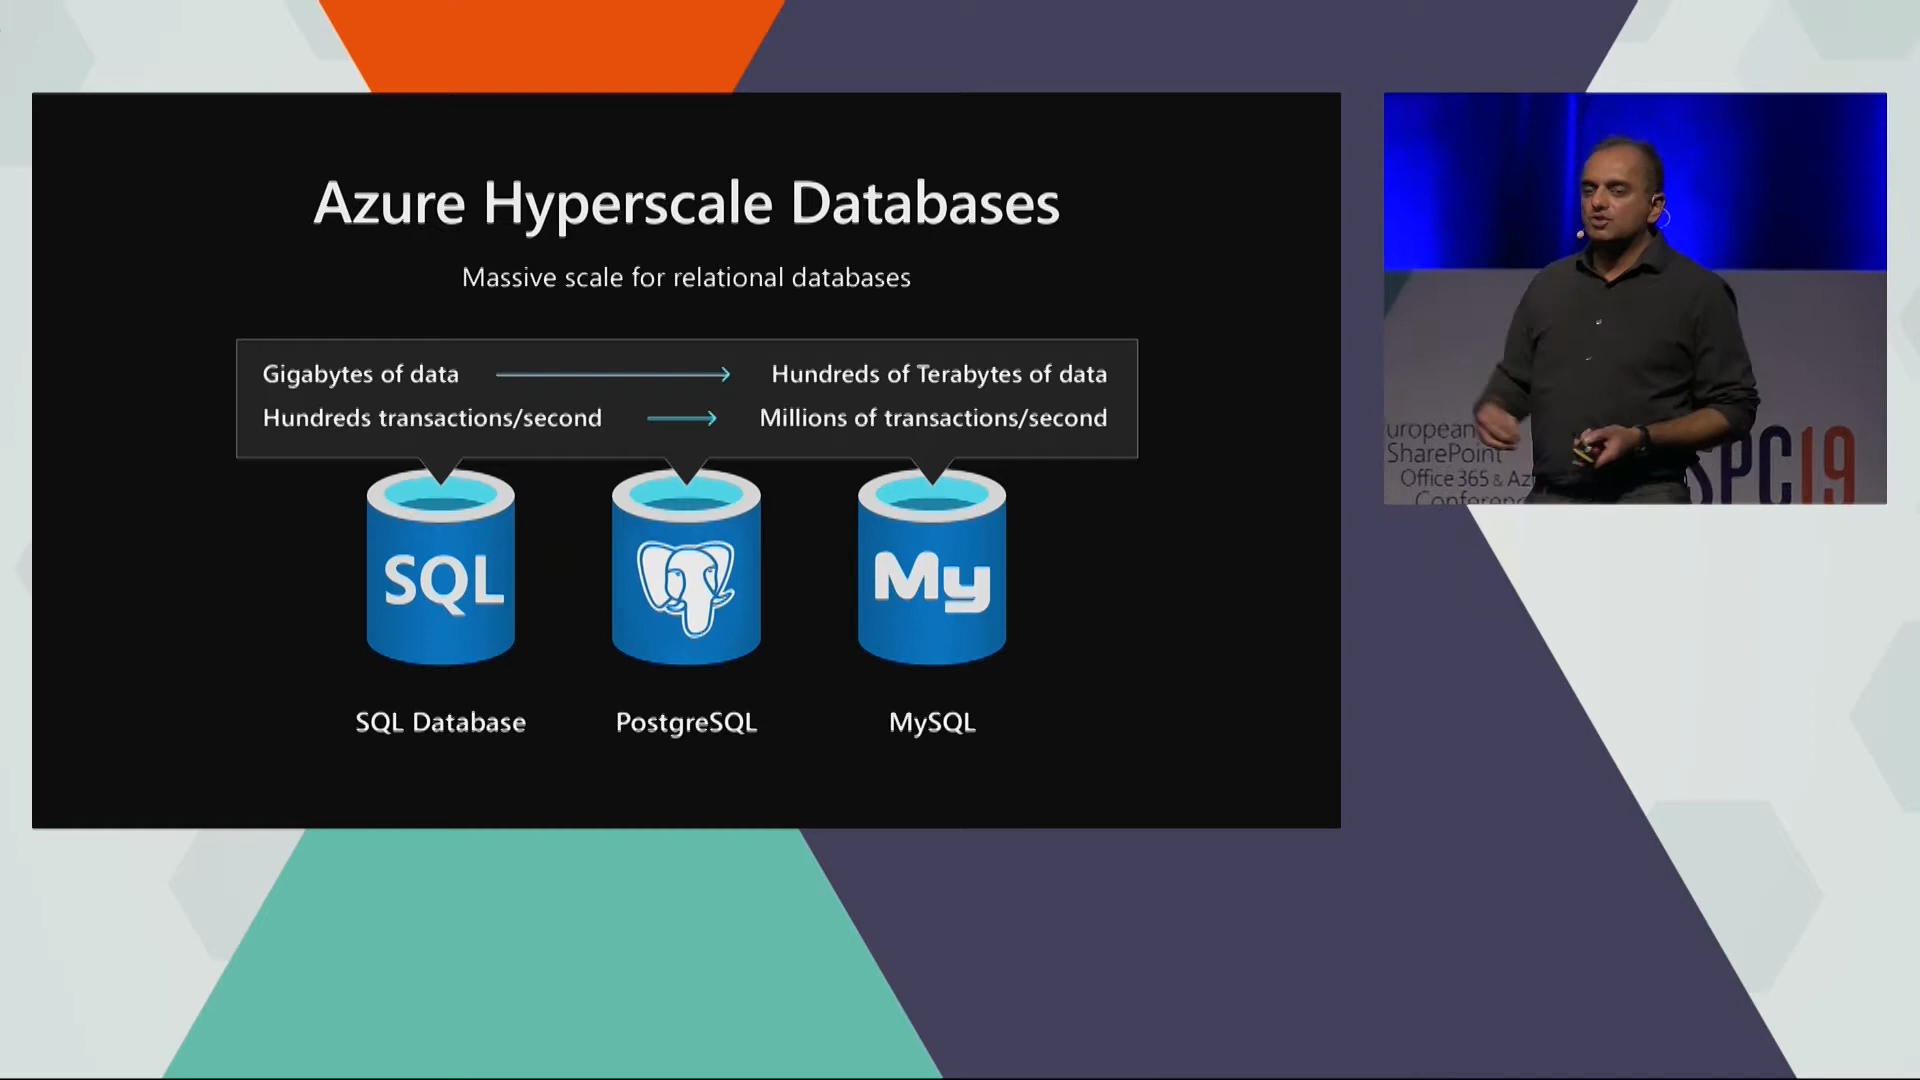 Azure Hyperscale Databases
Massive scale for relational databases
Gigabytes of data
Hundreds of Terabytes of data
Hundreds transactions/second
Millions of transactions/second
SQL
My
SQL Database
PostgreSQL
MySQL
uropean
SharePoint
Office 365 & Az
Conferenc
SPC19